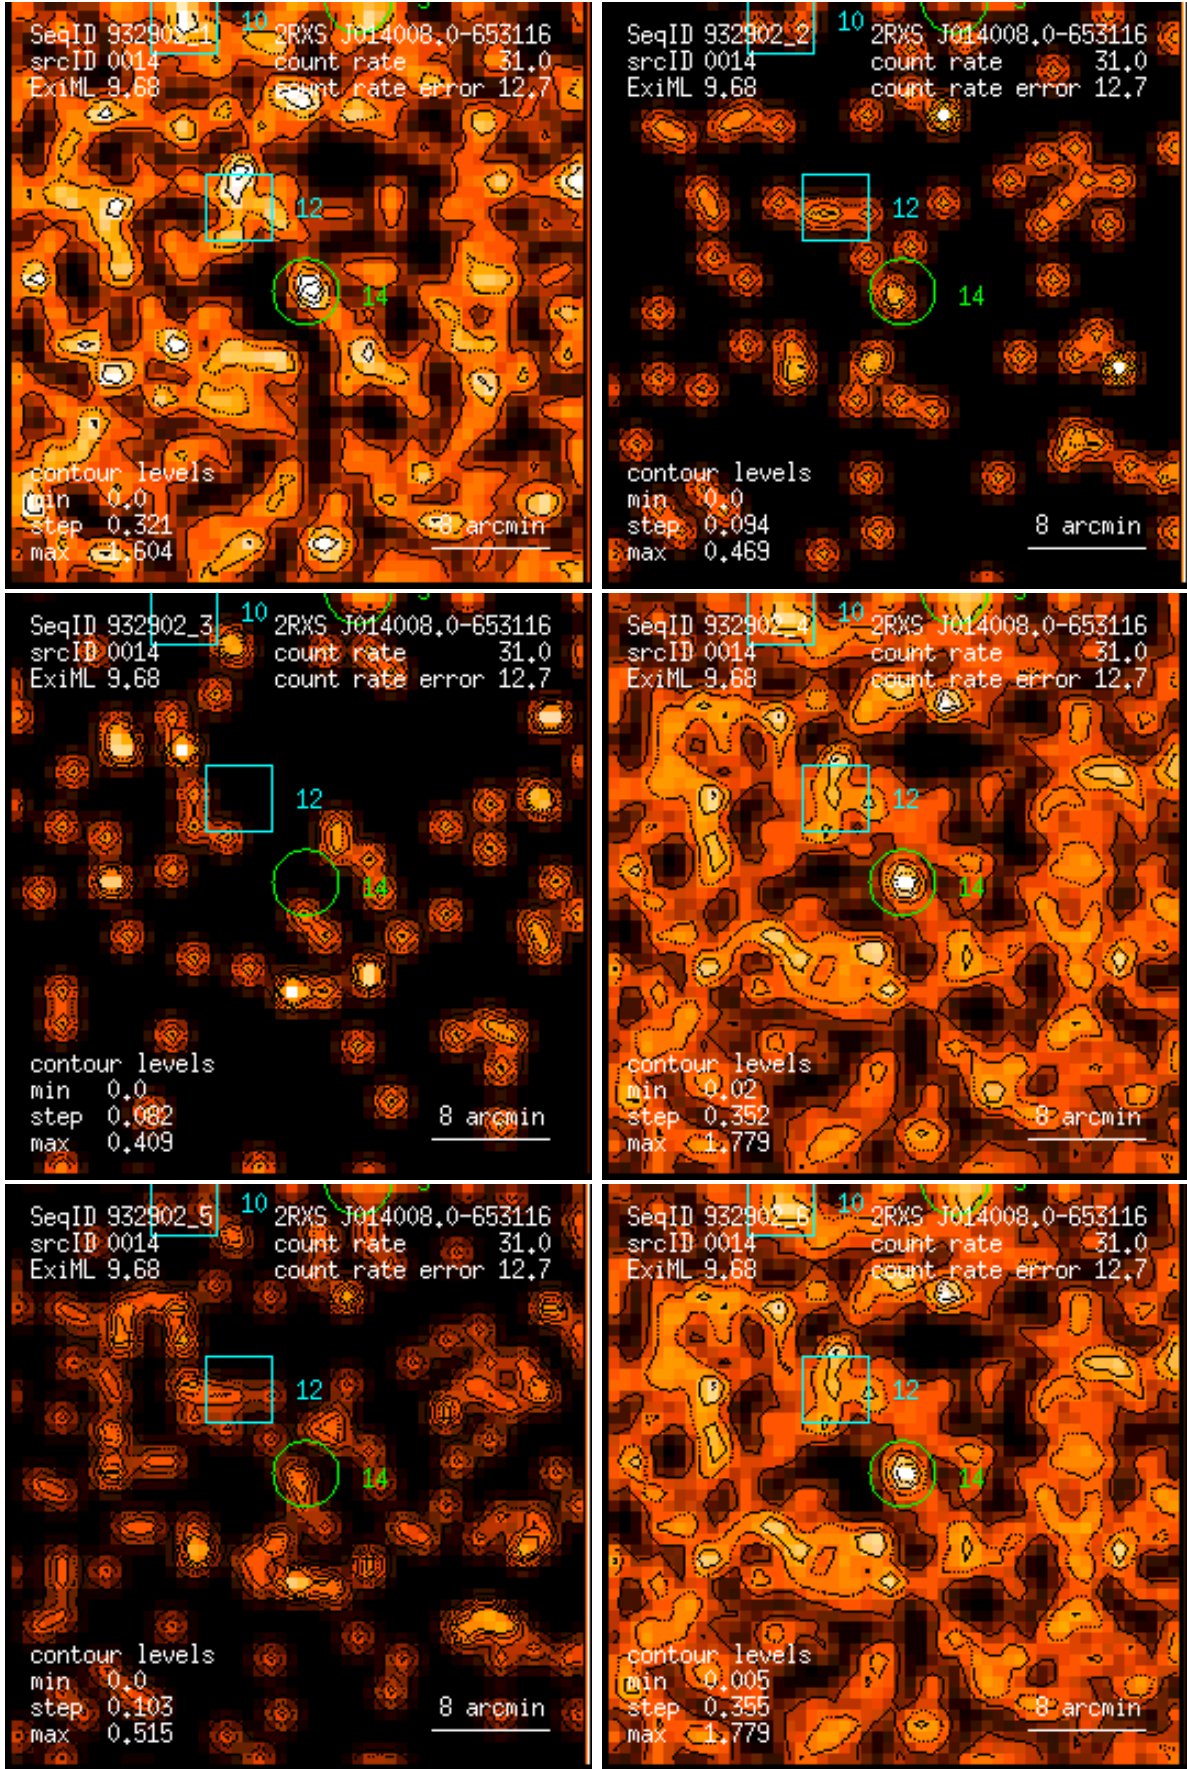 SeqID 932902_1 10 2RXS J014008.0-653116
srcID 0014 count rate 31.0
ExiML 9.68 count rate error 12.7
12
14
contour levels
min 0.0
step 0.321
max 1.604
8 arcmin
SeqID 932902_2 10 2RXS J014008.0-653116
srcID 0014 count rate 31.0
ExiML 9.68 count rate error 12.7
12
14
contour levels
min 0.0
step 0.094
max 0.469
8 arcmin
SeqID 932902_3 10 2RXS J014008.0-653116
srcID 0014 count rate 31.0
ExiML 9.68 count rate error 12.7
12
14
contour levels
min 0.0
step 0.082
max 0.409
8 arcmin
SeqID 932902_4 10 2RXS J014008.0-653116
srcID 0014 count rate 31.0
ExiML 9.68 count rate error 12.7
12
14
contour levels
min 0.02
step 0.352
max 1.779
8 arcmin
SeqID 932902_5 10 2RXS J014008.0-653116
srcID 0014 count rate 31.0
ExiML 9.68 count rate error 12.7
12
14
contour levels
min 0.0
step 0.103
max 0.515
8 arcmin
SeqID 932902_6 10 2RXS J014008.0-653116
srcID 0014 count rate 31.0
ExiML 9.68 count rate error 12.7
12
14
contour levels
min 0.005
step 0.355
max 1.779
8 arcmin